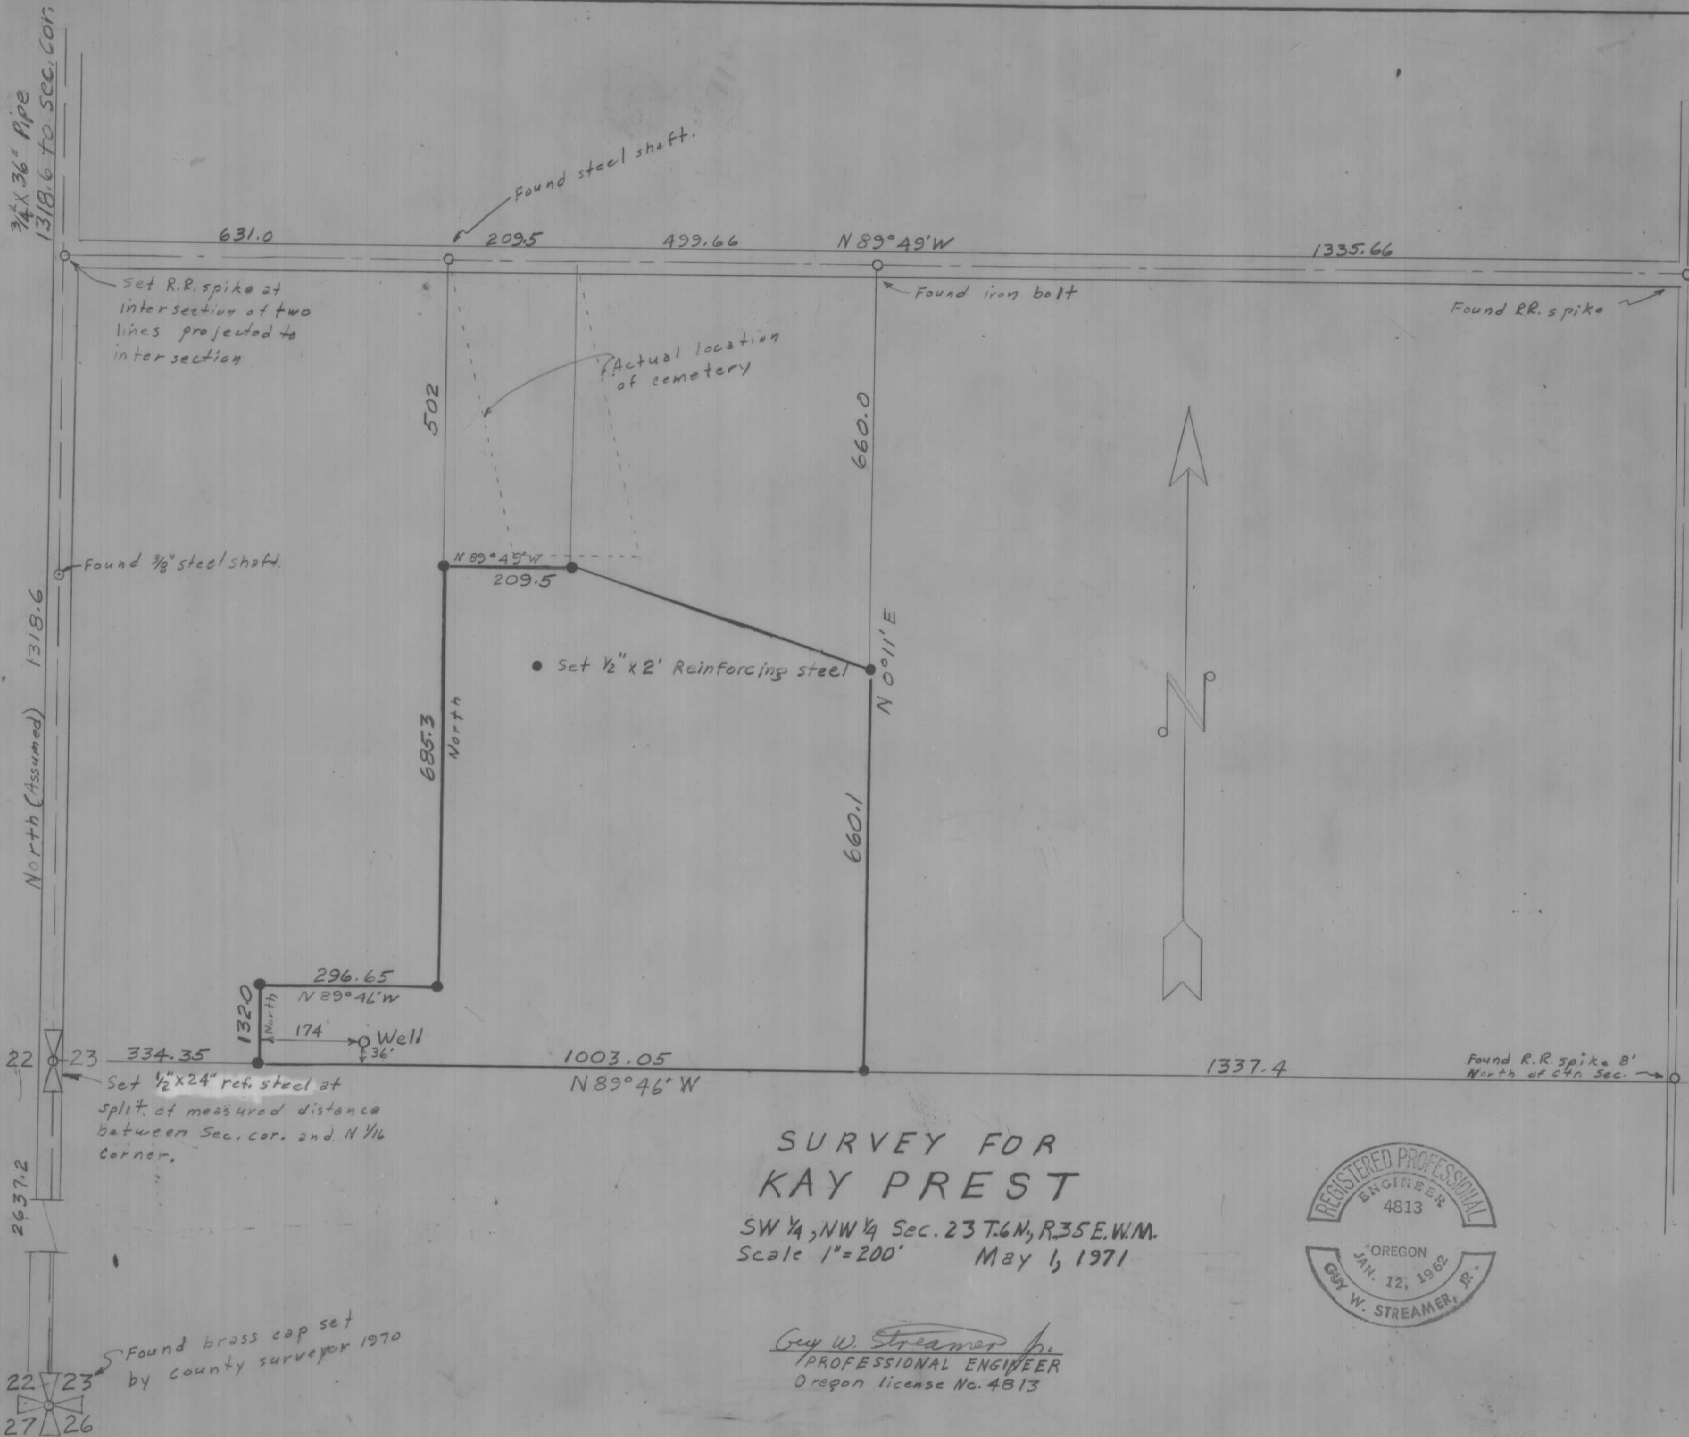 3/4"X 36" Pipe
1318.6 to sec. cor.
Found steel shaft.
631.0
209.5
499.66
N 89°49'W
1335.66
Set R.R. spike at
intersection of two
lines projected to
intersection
Found iron bolt
Found RR. spike
Actual location
of cemetery
502
660.0
Found 3/8" steel shaft.
N 89°49'W
209.5
Set 1/2" x 2' Reinforcing steel
N 0°11' E
1318.6
North (Assumed)
685.3
North
660.1
N
296.65
N 89°46'W
132.0
North
174
Well
36'
22
23
334.35
1003.05
N 89°46' W
1337.4
Found R.R spike 8'
North of Ctr. Sec.
Set 1/2"x24" ref. steel at
split of measured distance
between Sec. cor. and N 1/16
corner.
2637.2
SURVEY FOR
KAY PREST
SW 1/4, NW 1/4 Sec. 23 T.6N, R.35 E.W.M.
Scale 1"=200' May 1, 1971
REGISTERED PROFESSIONAL
ENGINEER
4813
OREGON
JAN. 12, 1962
GUY W. STREAMER, JR.
Guy W. Streamer Jr.
PROFESSIONAL ENGINEER
Oregon license No. 4813
Found brass cap set
by county surveyor 1970
22 23
27 26